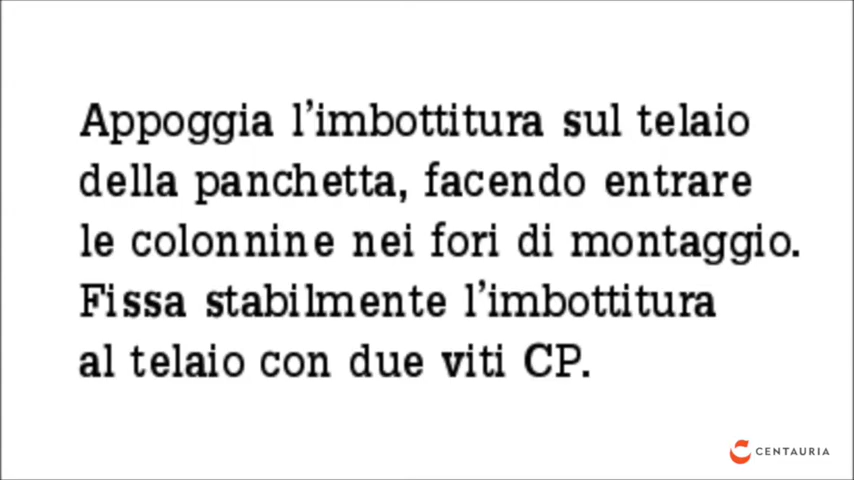 Appoggia l'imbottitura sul telaio
della panchetta, facendo entrare
le colonnine nei fori di montaggio.
Fissa stabilmente l'imbottitura
al telaio con due viti CP.
CENTAURIA